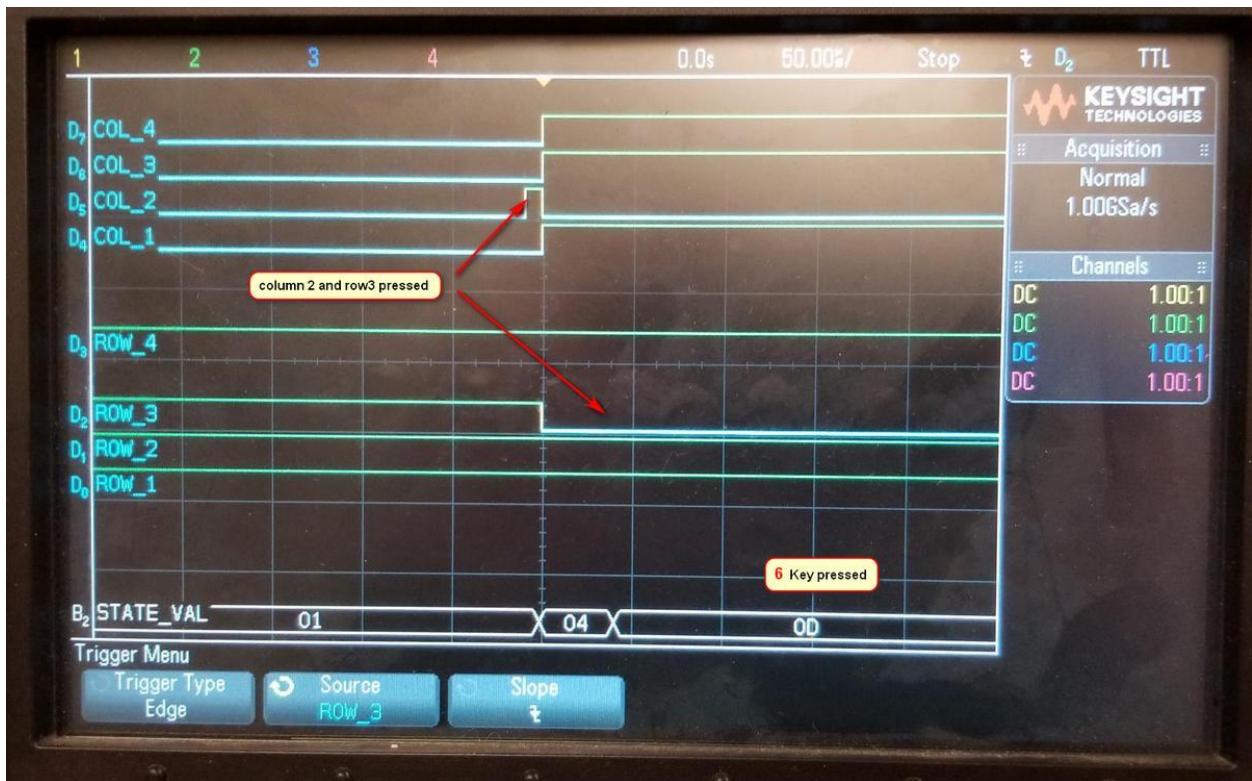 1 2 3 4 0.0s 50.00㎲/ Stop D2 TTL
KEYSIGHT
TECHNOLOGIES
Acquisition
Normal
1.00GSa/s
Channels
DC 1.00:1
DC 1.00:1
DC 1.00:1
DC 1.00:1
D7 COL_4
D6 COL_3
D5 COL_2
D4 COL_1
column 2 and row3 pressed
D3 ROW_4
D2 ROW_3
D1 ROW_2
D0 ROW_1
6 Key pressed
B2 STATE_VAL 01 04 0D
Trigger Menu
Trigger Type
Edge
Source
ROW_3
Slope